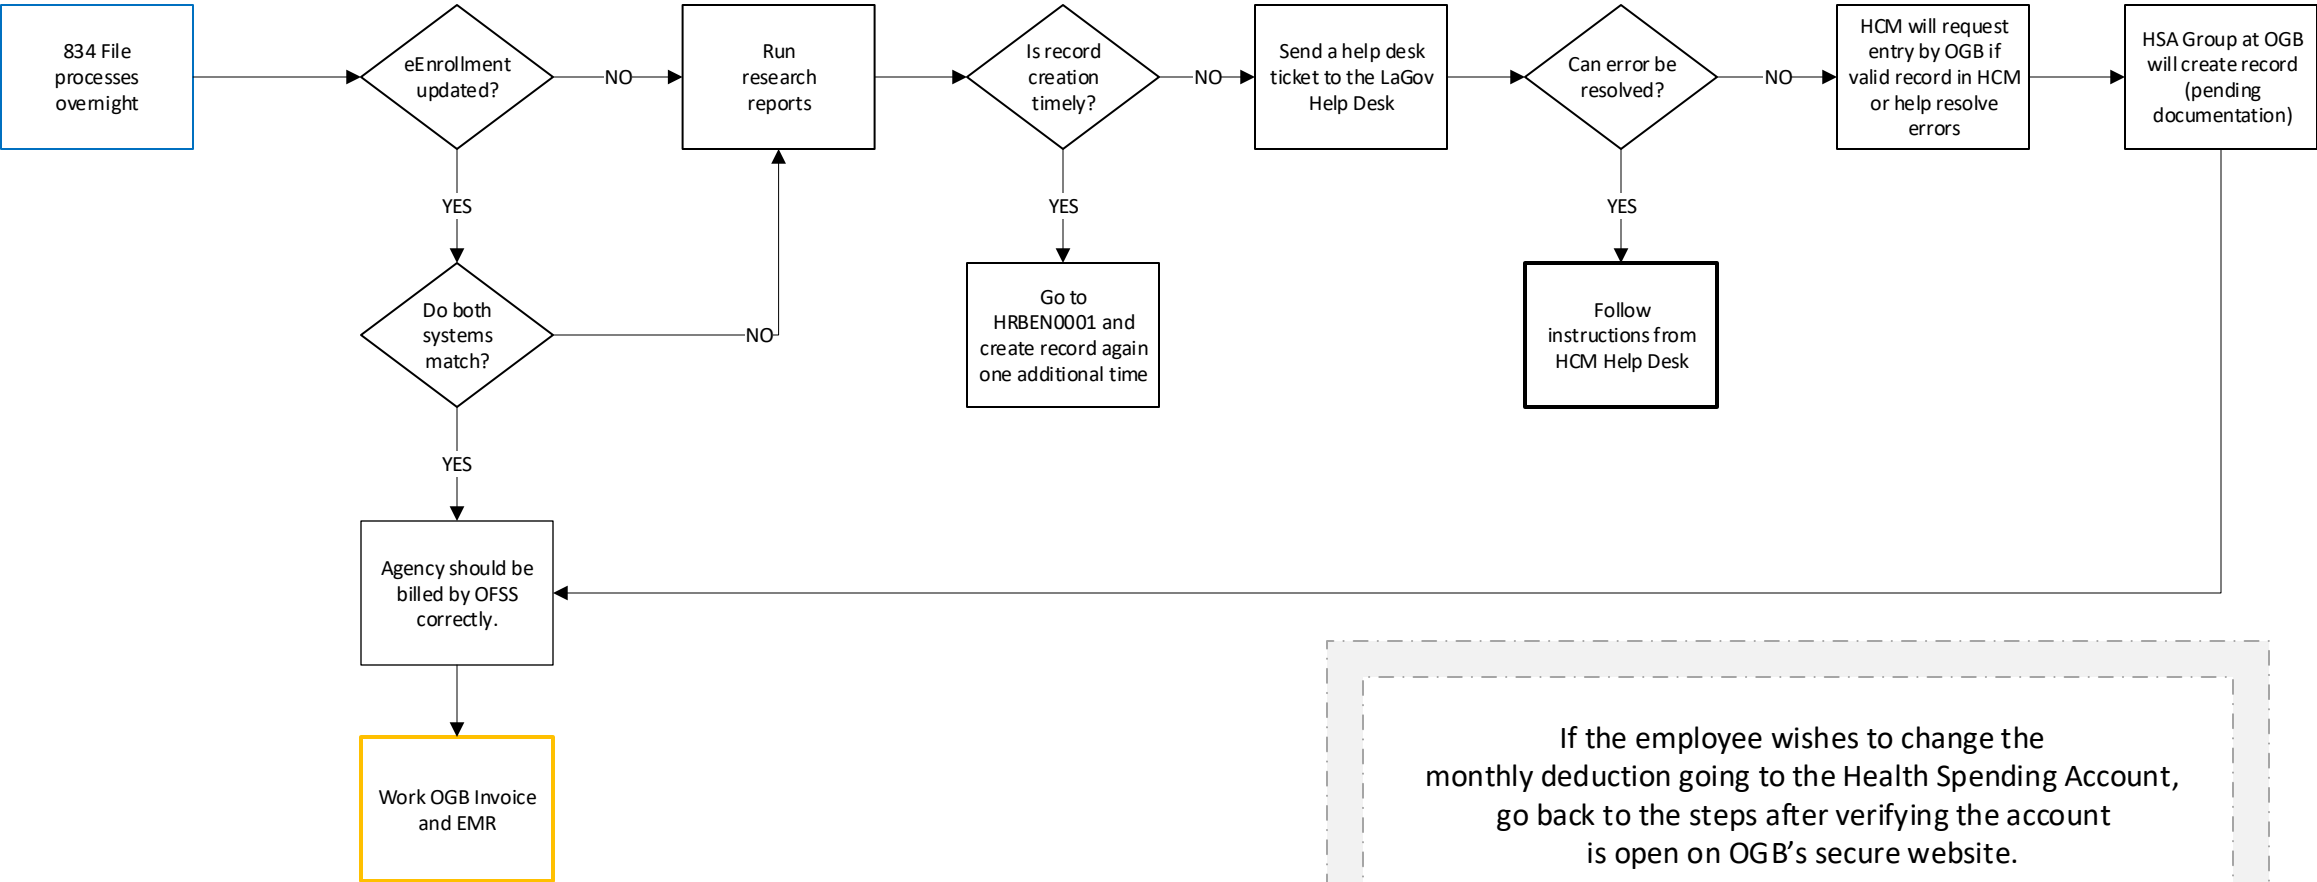 834 File
processes
overnight
eEnrollment
updated?
NO
Run
research
reports
Is record
creation
timely?
NO
Send a help desk
ticket to the LaGov
Help Desk
Can error be
resolved?
NO
HCM will request
entry by OGB if
valid record in HCM
or help resolve
errors
HSA Group at OGB
will create record
(pending
documentation)
YES
YES
YES
Do both
systems
match?
NO
Go to
HRBEN0001 and
create record again
one additional time
Follow
instructions from
HCM Help Desk
YES
Agency should be
billed by OFSS
correctly.
Work OGB Invoice
and EMR
If the employee wishes to change the
monthly deduction going to the Health Spending Account,
go back to the steps after verifying the account
is open on OGB’s secure website.